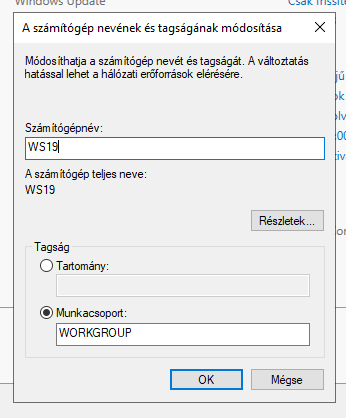 Windows Update
Csak frissíté
A számítógép nevének és tagságának módosítása
Módosíthatja a számítógép nevét és tagságát. A változtatás
hatással lehet a hálózati erőforrások elérésére.
Számítógépnév:
WS19
A számítógép teljes neve:
WS19
Részletek...
Tagság
Tartomány:
Munkacsoport:
WORKGROUP
OK
Mégse